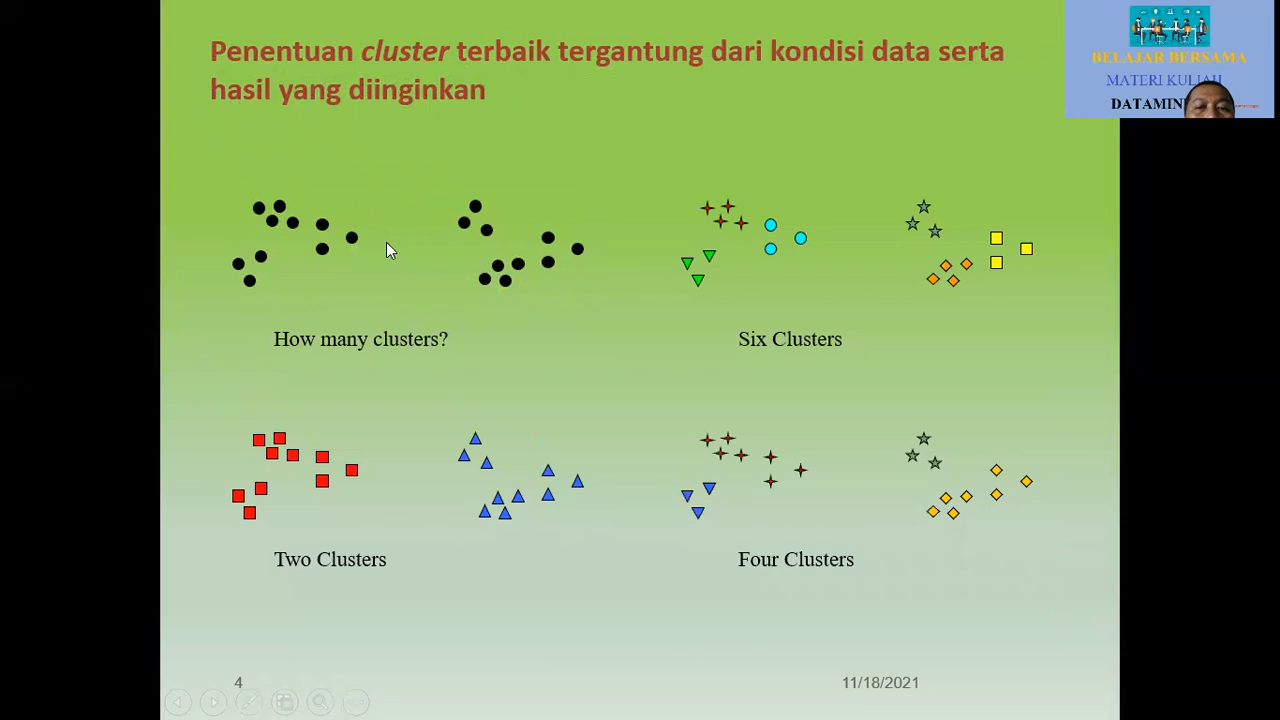 Penentuan cluster terbaik tergantung dari kondisi data serta
hasil yang diinginkan
BELAJAR BERSAMA
MATERI KULIAH
How many clusters?
Six Clusters
Two Clusters
Four Clusters
4
11/18/2021